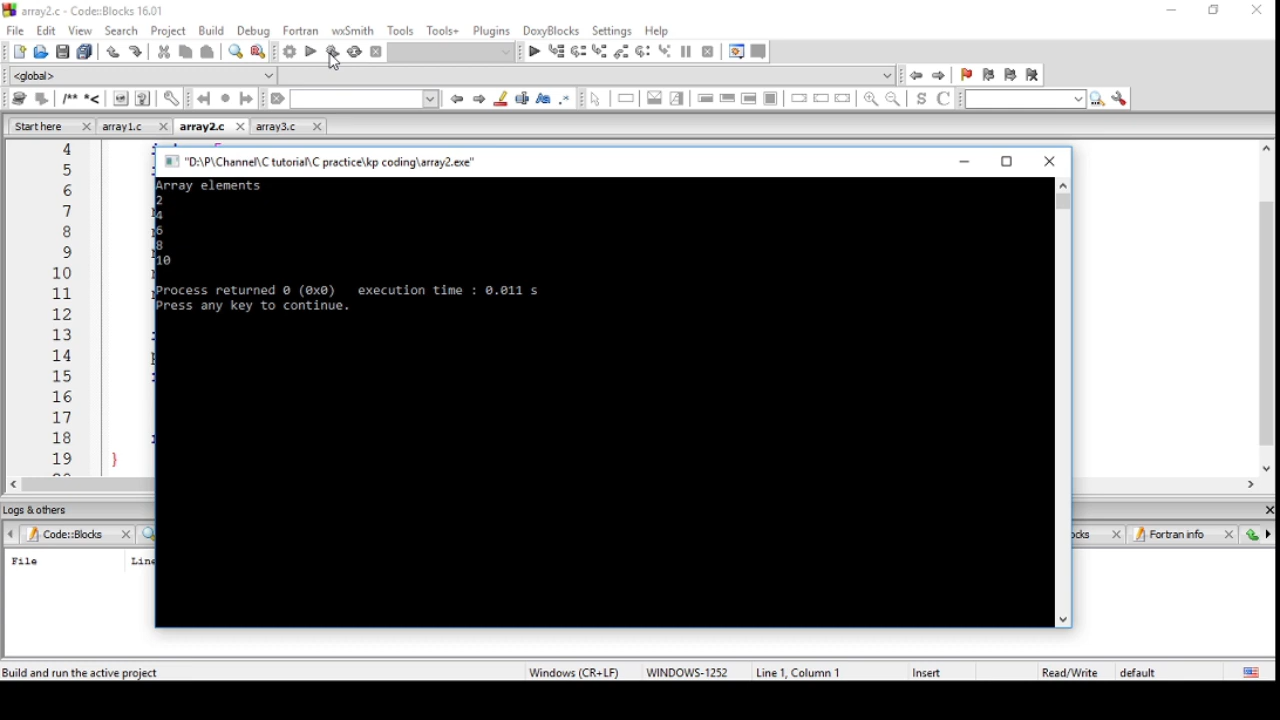 array2.c - Code::Blocks 16.01
File Edit View Search Project Build Debug Fortran wxSmith Tools Tools+ Plugins DoxyBlocks Settings Help
<global>
/** *<
S C
Start here array1.c array2.c array3.c
4
5
6
7
8
9
10
11
12
13
14
15
16
17
18
19 }
"D:\P\Channel\C tutorial\C practice\kp coding\array2.exe"
Array elements
2
4
6
8
10
Process returned 0 (0x0)   execution time : 0.011 s
Press any key to continue.
Logs & others
Code::Blocks Fortran info
File Line
Build and run the active project Windows (CR+LF) WINDOWS-1252 Line 1, Column 1 Insert Read/Write default